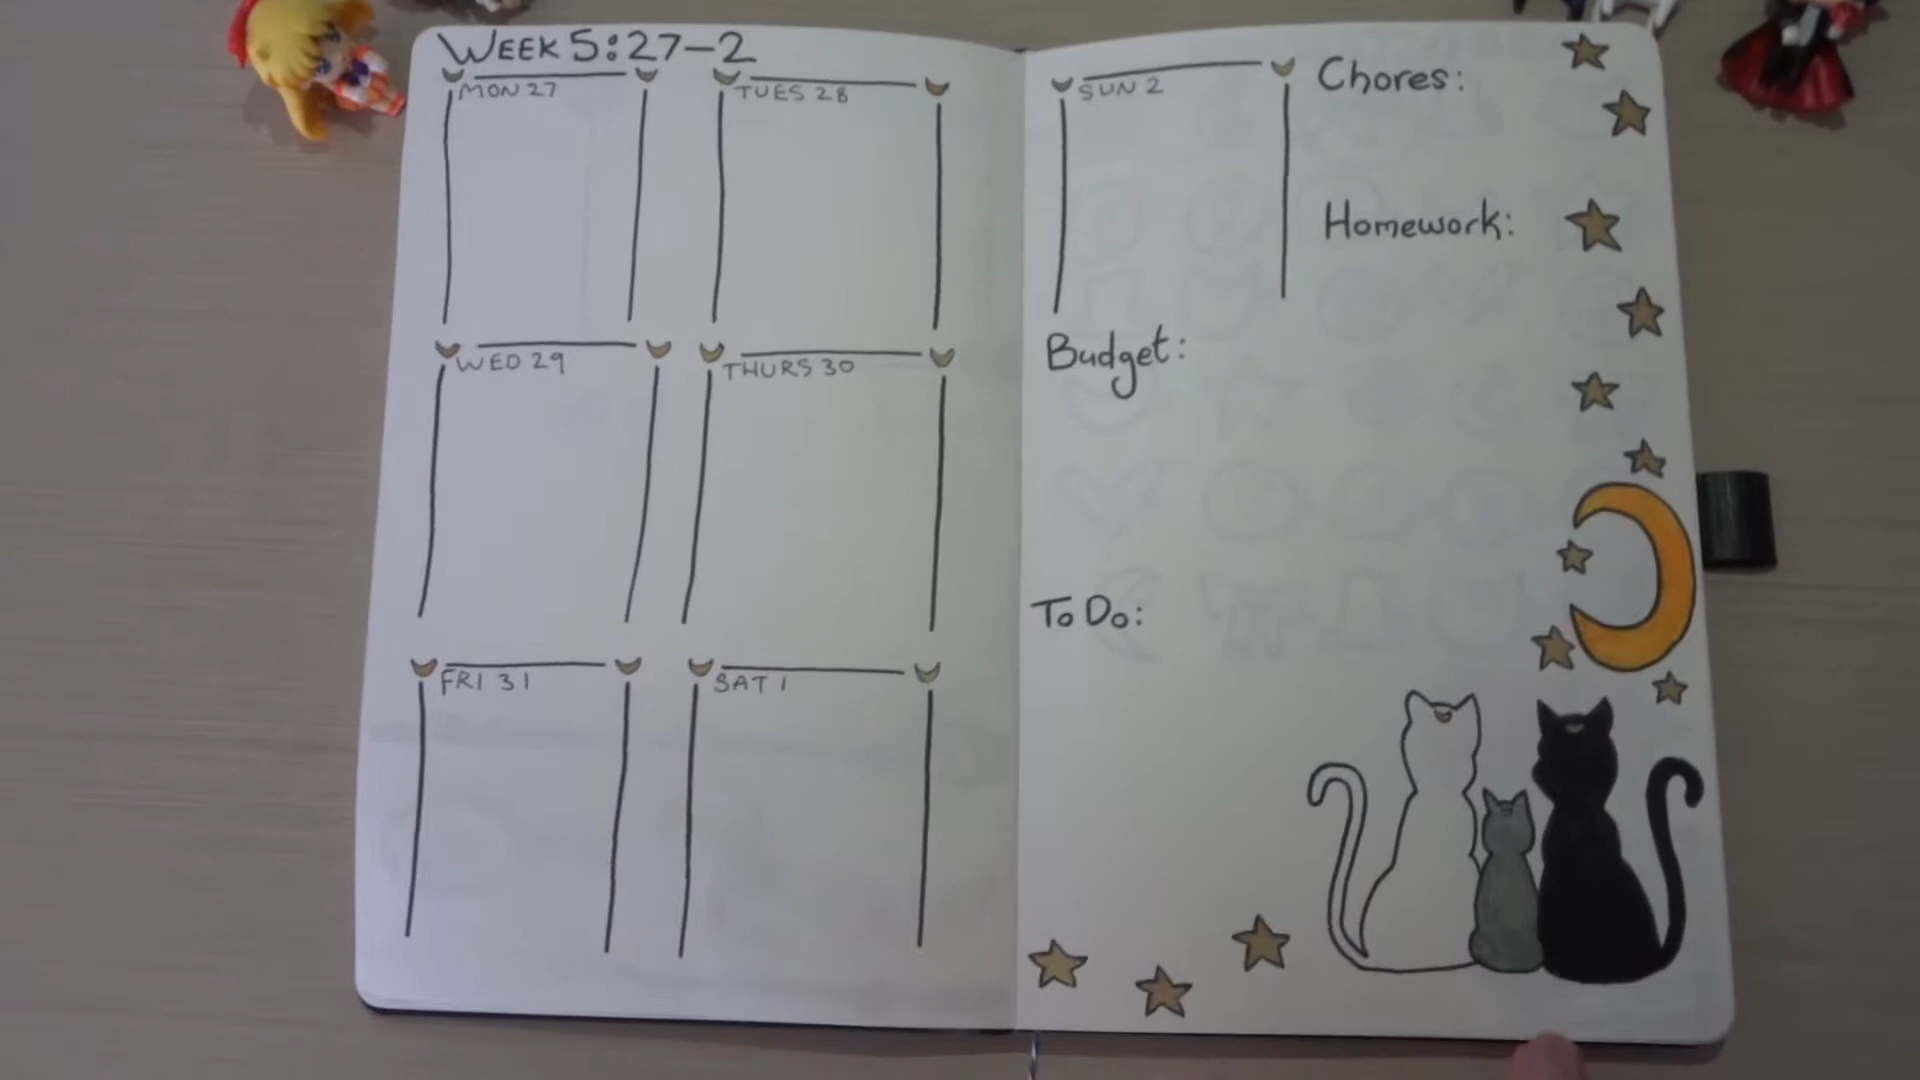 WEEK 5: 27-2
MON 27
TUES 28
WED 29
THURS 30
FRI 31
SAT 1
SUN 2
Chores:
Homework:
Budget:
To Do: